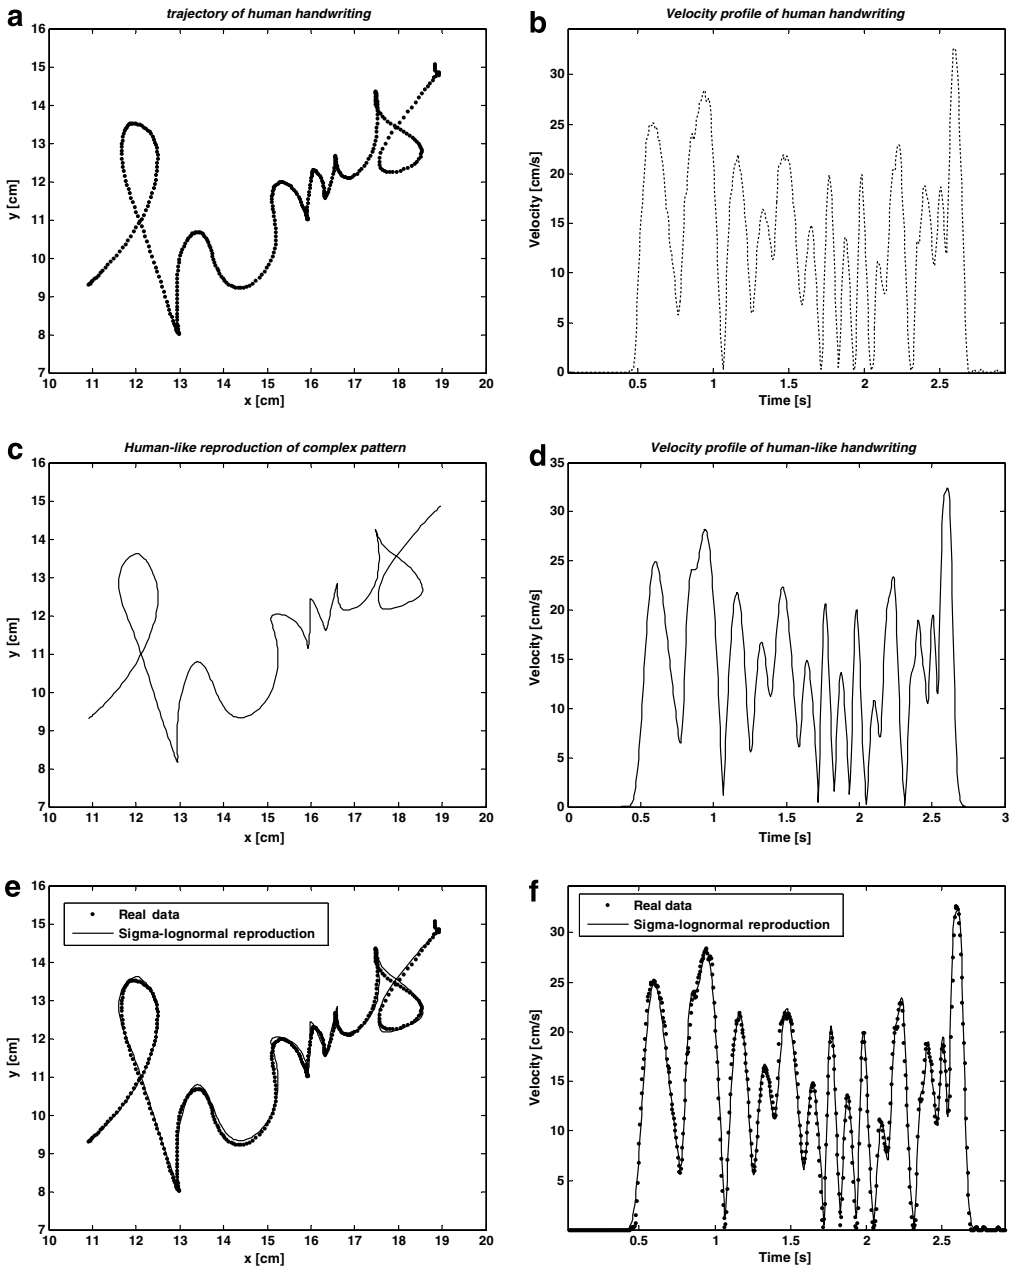 a
trajectory of human handwriting
16
15
14
13
12
11
10
9
8
7
y [cm]
10 11 12 13 14 15 16 17 18 19 20
x [cm]
b
Velocity profile of human handwriting
30
25
20
15
10
5
0
Velocity [cm/s]
0.5 1 1.5 2 2.5
Time [s]
c
Human-like reproduction of complex pattern
16
15
14
13
12
11
10
9
8
7
y [cm]
10 11 12 13 14 15 16 17 18 19 20
x [cm]
d
Velocity profile of human-like handwriting
35
30
25
20
15
10
5
0
Velocity [cm/s]
0 0.5 1 1.5 2 2.5 3
Time [s]
e
16
15
14
13
12
11
10
9
8
7
y [cm]
Real data
Sigma-lognormal reproduction
10 11 12 13 14 15 16 17 18 19 20
x [cm]
f
30
25
20
15
10
5
Velocity [cm/s]
Real data
Sigma-lognormal reproduction
0.5 1 1.5 2 2.5
Time [s]